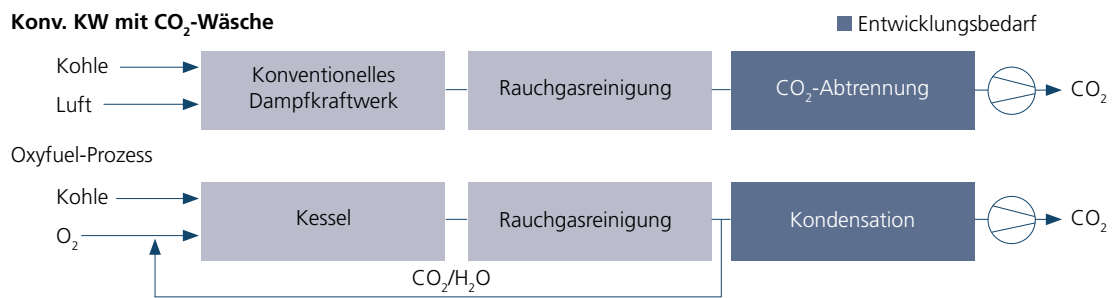 Konv. KW mit CO₂-Wäsche
Entwicklungsbedarf
Kohle
Luft
Konventionelles
Dampfkraftwerk
Rauchgasreinigung
CO₂-Abtrennung
CO₂
Oxyfuel-Prozess
Kohle
O₂
Kessel
Rauchgasreinigung
Kondensation
CO₂
CO₂/H₂O